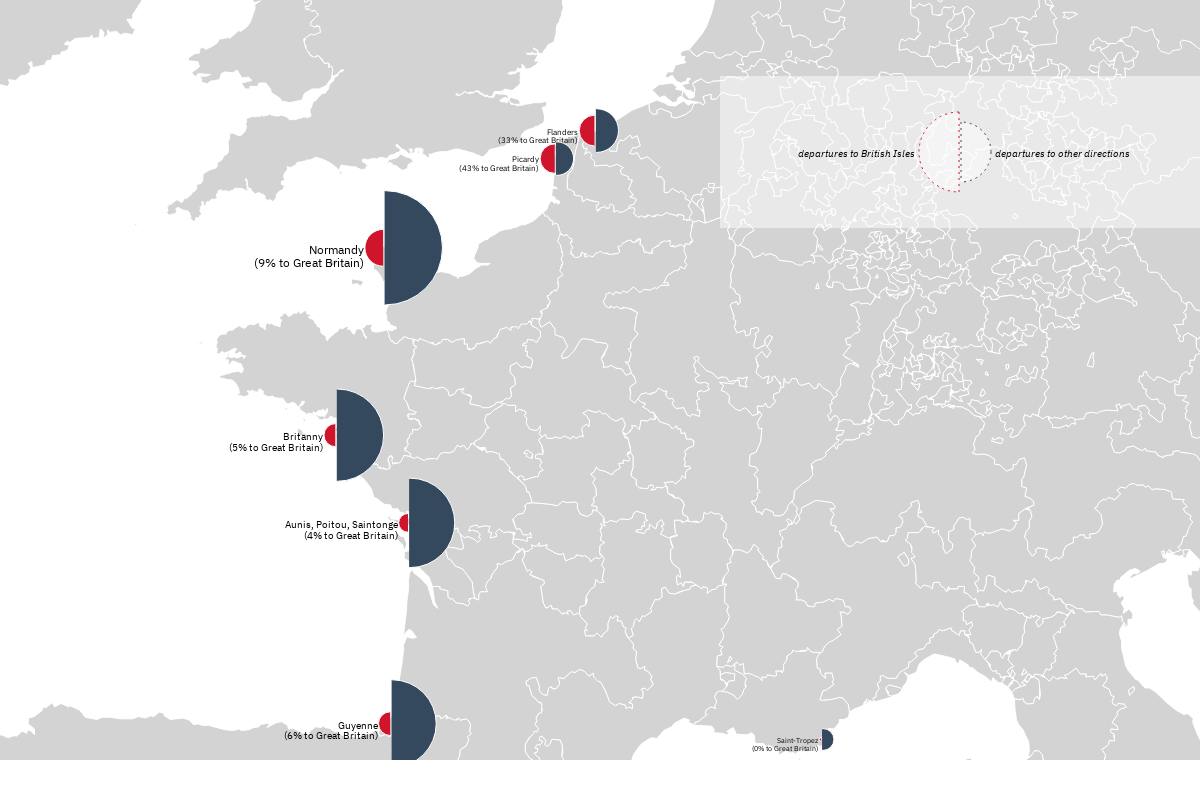 Flanders
(33% to Great Britain)
Picardy
(43% to Great Britain)
departures to British Isles
departures to other directions
Normandy
(9% to Great Britain)
Britanny
(5% to Great Britain)
Aunis, Poitou, Saintonge
(4% to Great Britain)
Guyenne
(6% to Great Britain)
Saint-Tropez
(0% to Great Britain)